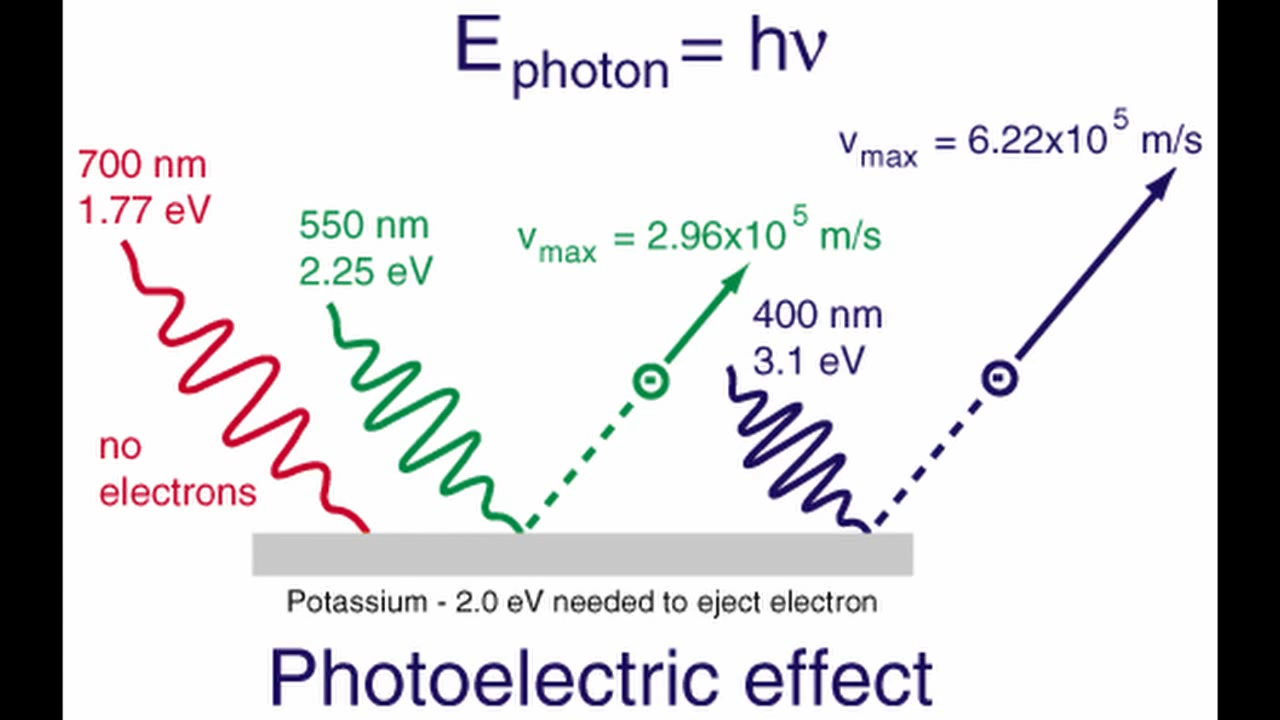 E photon = hν
700 nm
1.77 eV
no
electrons
550 nm
2.25 eV
vmax = 2.96x10^5 m/s
400 nm
3.1 eV
vmax = 6.22x10^5 m/s
Potassium - 2.0 eV needed to eject electron
Photoelectric effect